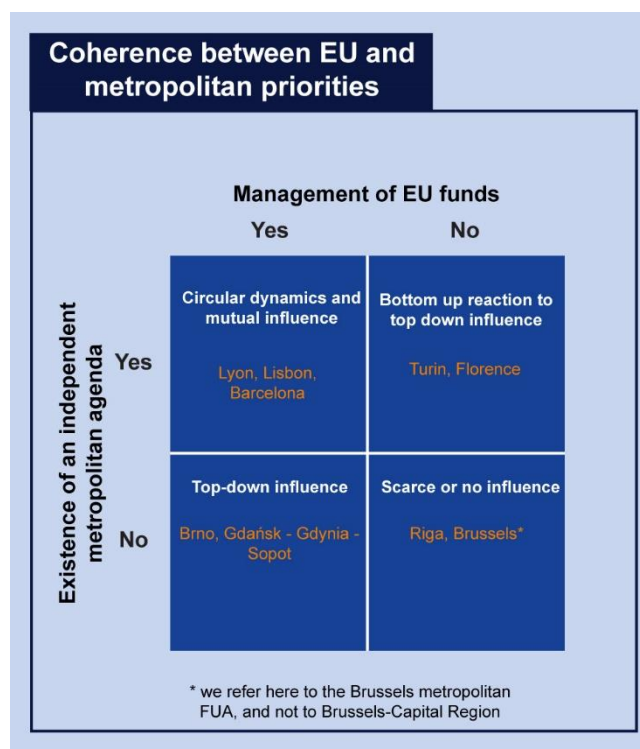 Coherence between EU and
metropolitan priorities
Management of EU funds
Yes
No
Existence of an independent
metropolitan agenda
Yes
Circular dynamics and
mutual influence
Lyon, Lisbon,
Barcelona
Bottom up reaction to
top down influence
Turin, Florence
No
Top-down influence
Brno, Gdańsk - Gdynia -
Sopot
Scarce or no influence
Riga, Brussels*
* we refer here to the Brussels metropolitan
FUA, and not to Brussels-Capital Region